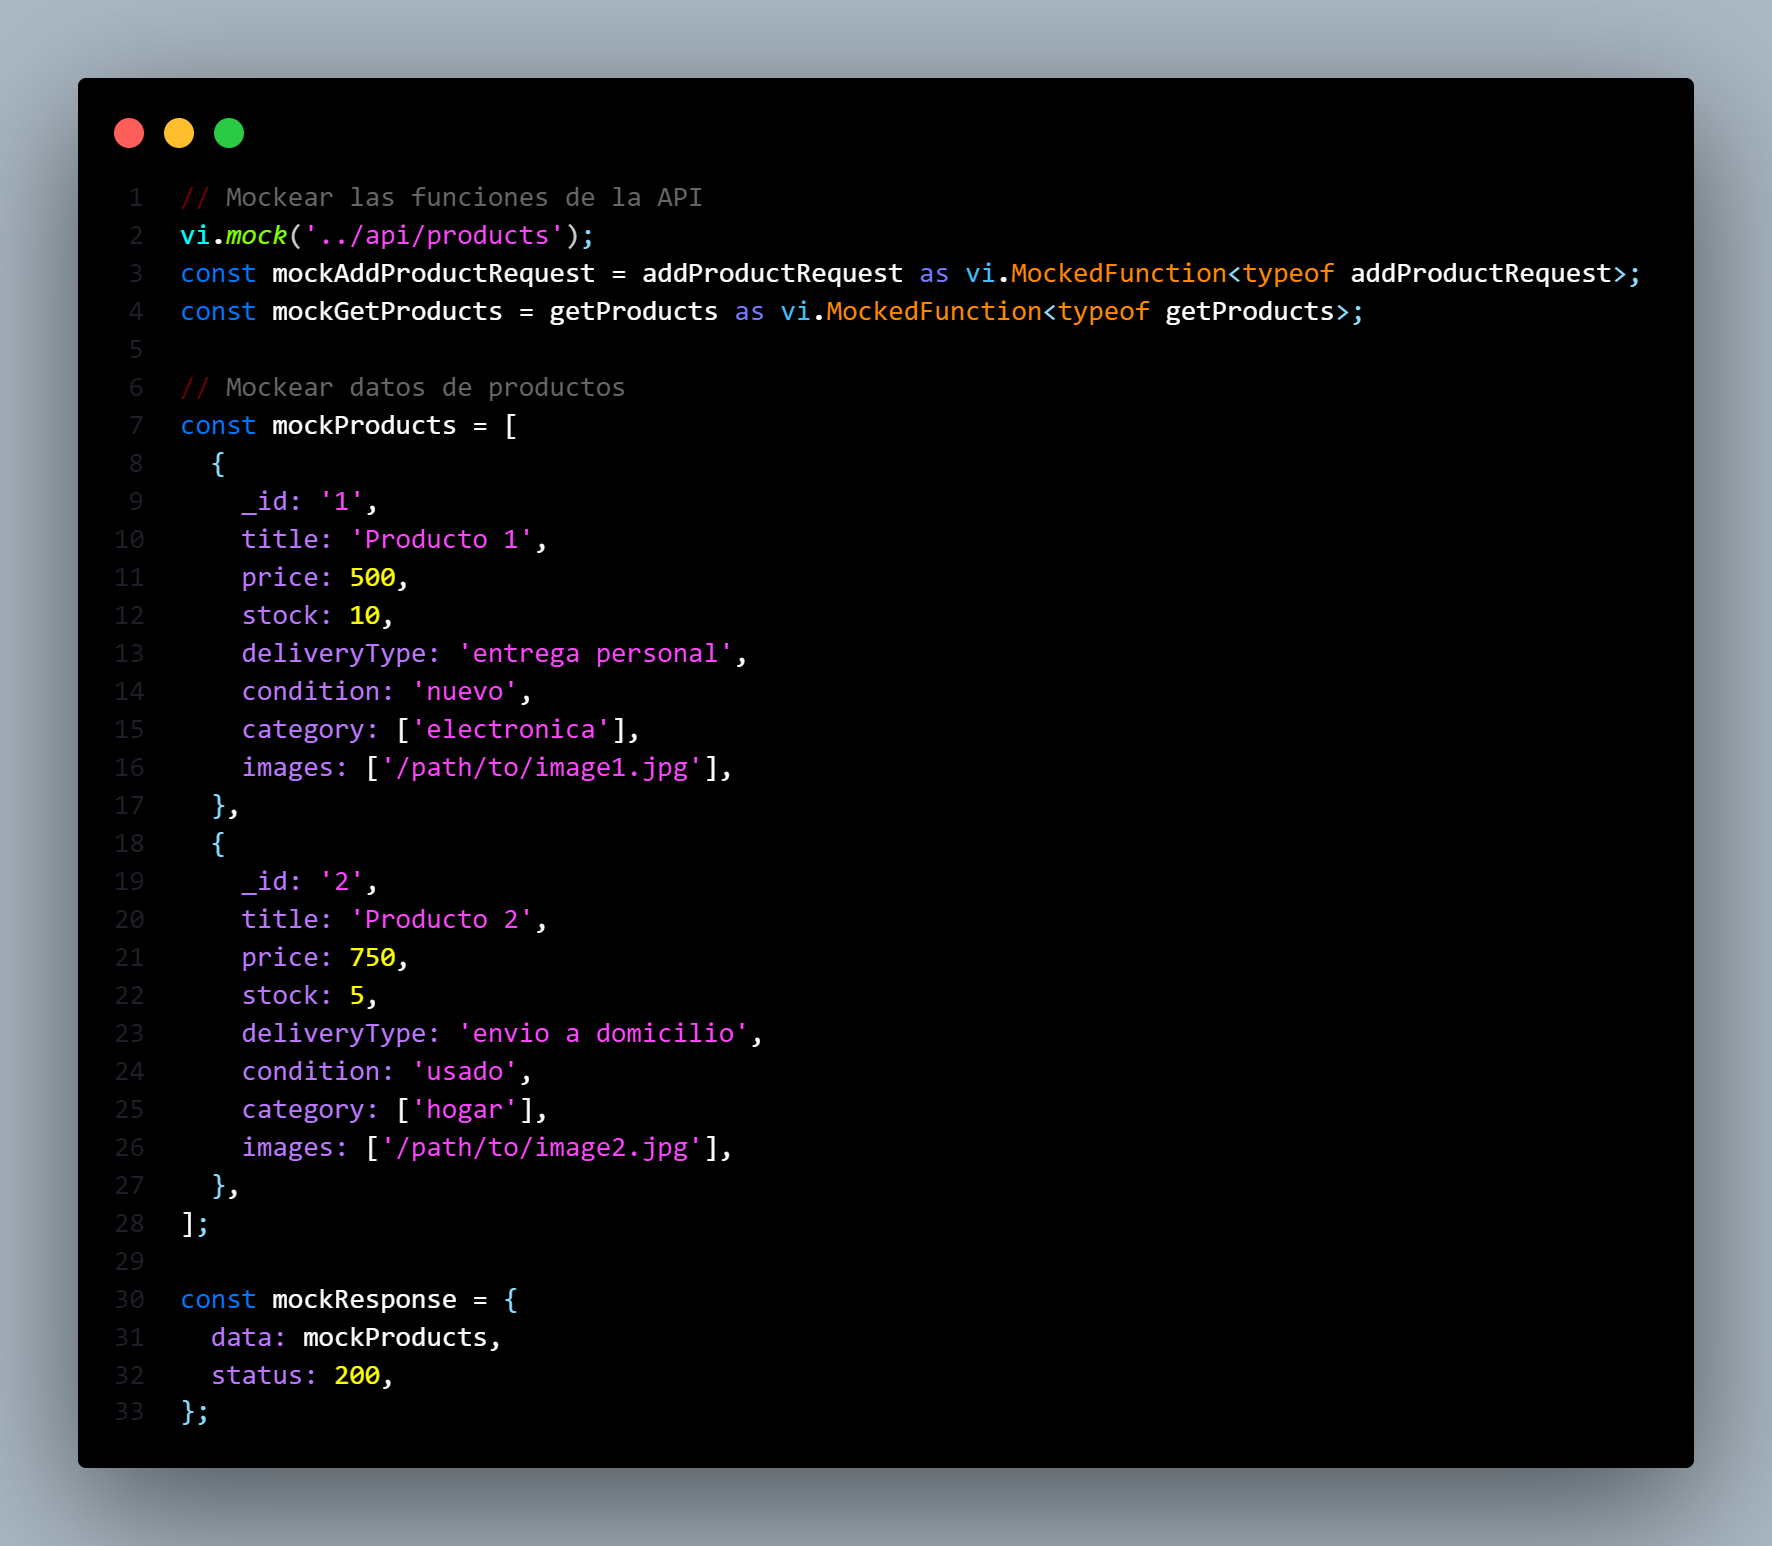 1 // Mockear las funciones de la API
2 vi.mock('../api/products');
3 const mockAddProductRequest = addProductRequest as vi.MockedFunction<typeof addProductRequest>;
4 const mockGetProducts = getProducts as vi.MockedFunction<typeof getProducts>;
5
6 // Mockear datos de productos
7 const mockProducts = [
8   {
9     _id: '1',
10     title: 'Producto 1',
11     price: 500,
12     stock: 10,
13     deliveryType: 'entrega personal',
14     condition: 'nuevo',
15     category: ['electronica'],
16     images: ['/path/to/image1.jpg'],
17   },
18   {
19     _id: '2',
20     title: 'Producto 2',
21     price: 750,
22     stock: 5,
23     deliveryType: 'envio a domicilio',
24     condition: 'usado',
25     category: ['hogar'],
26     images: ['/path/to/image2.jpg'],
27   },
28 ];
29
30 const mockResponse = {
31   data: mockProducts,
32   status: 200,
33 };